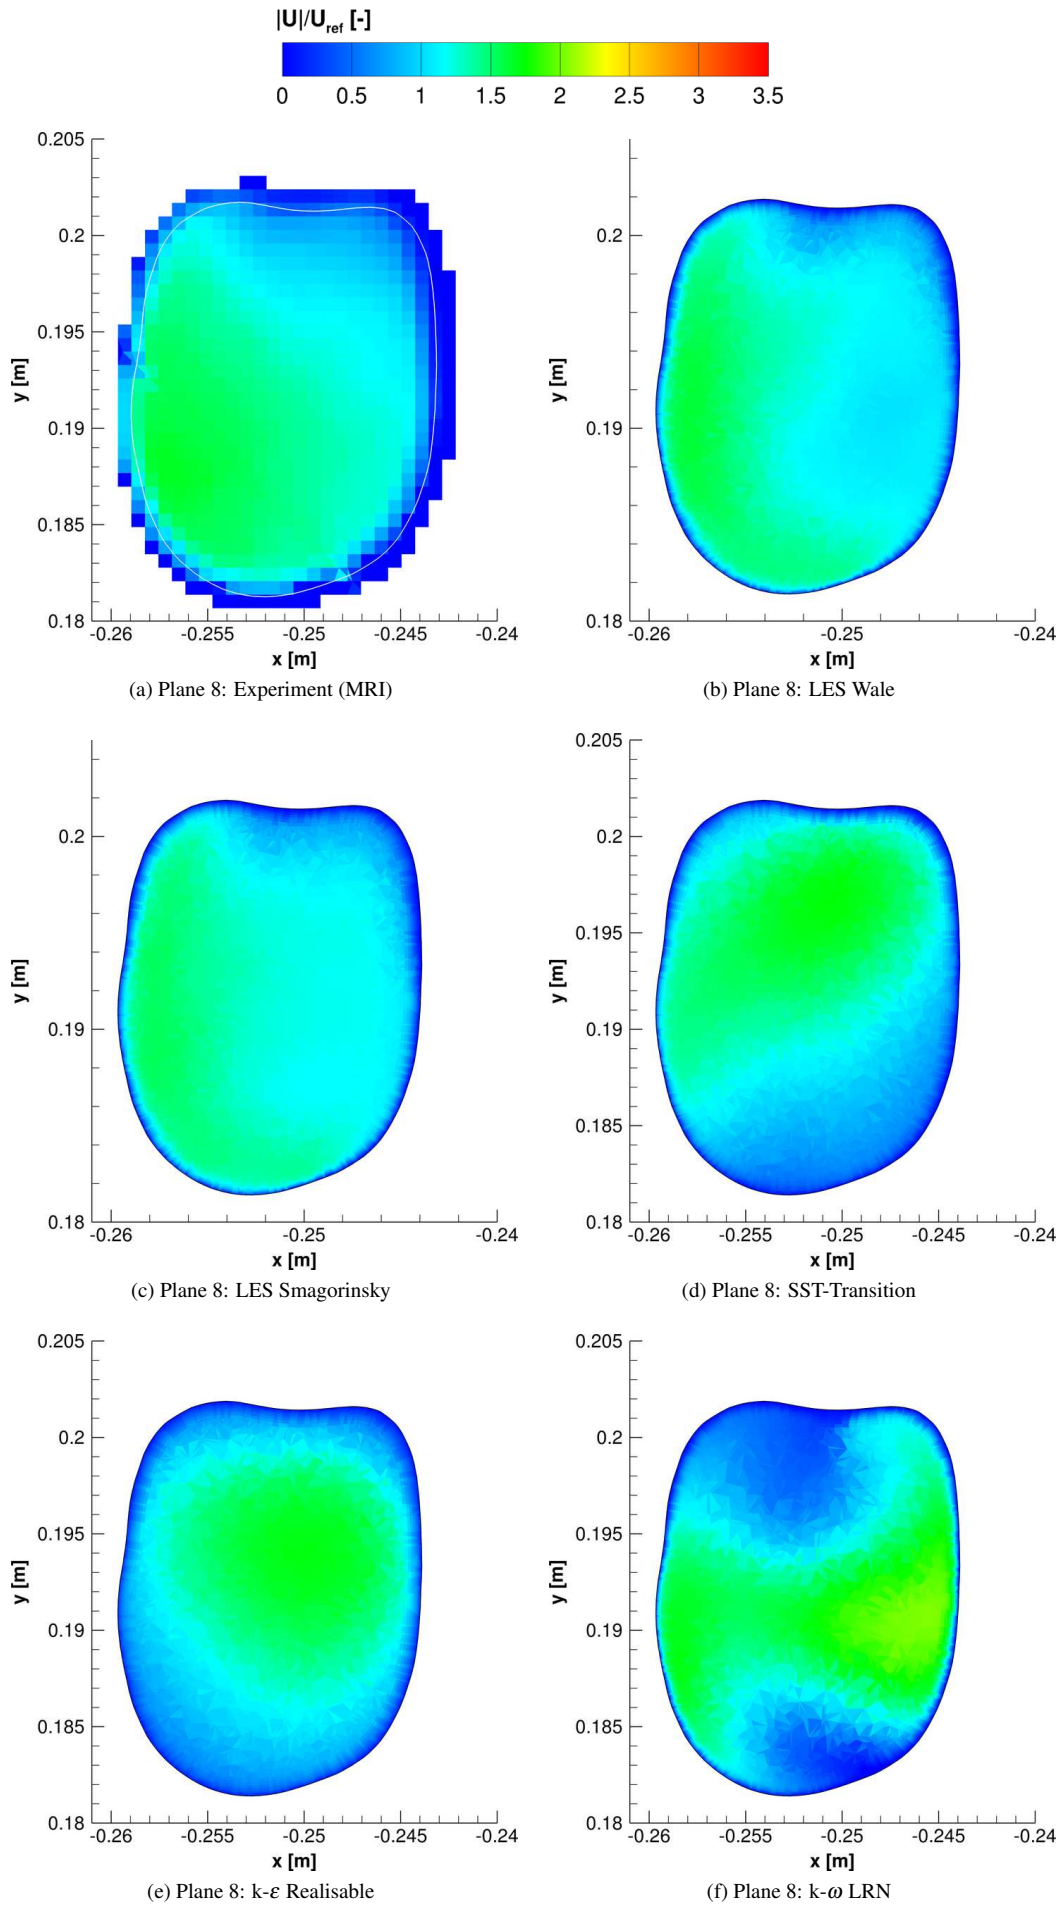 |U|/U_ref [-]
0 0.5 1 1.5 2 2.5 3 3.5
0.205
0.2
0.195
0.19
0.185
0.18
y [m]
-0.26 -0.255 -0.25 -0.245 -0.24
x [m]
(a) Plane 8: Experiment (MRI)
0.2
0.19
0.18
y [m]
-0.26 -0.25 -0.24
x [m]
(b) Plane 8: LES Wale
0.2
0.19
0.18
y [m]
-0.26 -0.25 -0.24
x [m]
(c) Plane 8: LES Smagorinsky
0.205
0.2
0.195
0.19
0.185
0.18
y [m]
-0.26 -0.255 -0.25 -0.245 -0.24
x [m]
(d) Plane 8: SST-Transition
0.205
0.2
0.195
0.19
0.185
0.18
y [m]
-0.26 -0.255 -0.25 -0.245 -0.24
x [m]
(e) Plane 8: k-ε Realisable
0.205
0.2
0.195
0.19
0.185
0.18
y [m]
-0.26 -0.255 -0.25 -0.245 -0.24
x [m]
(f) Plane 8: k-ω LRN